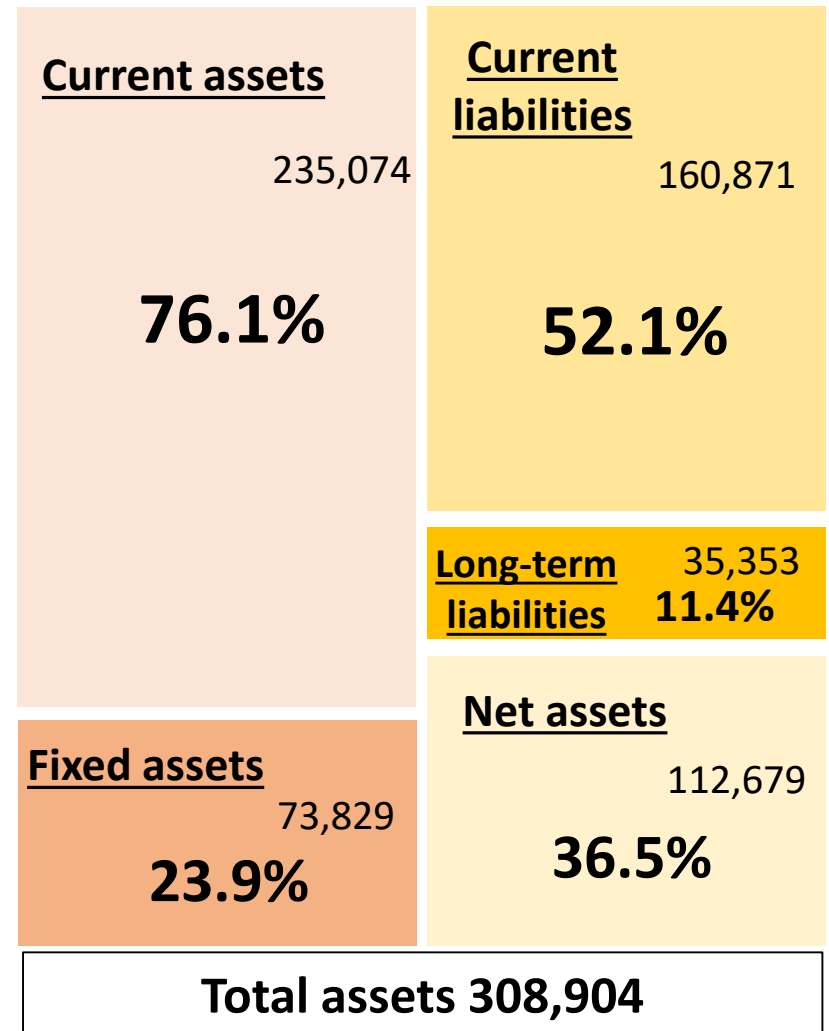 Current assets
235,074
76.1%
Fixed assets
73,829
23.9%
Current
liabilities
160,871
52.1%
Long-term
liabilities
35,353
11.4%
Net assets
112,679
36.5%
Total assets 308,904